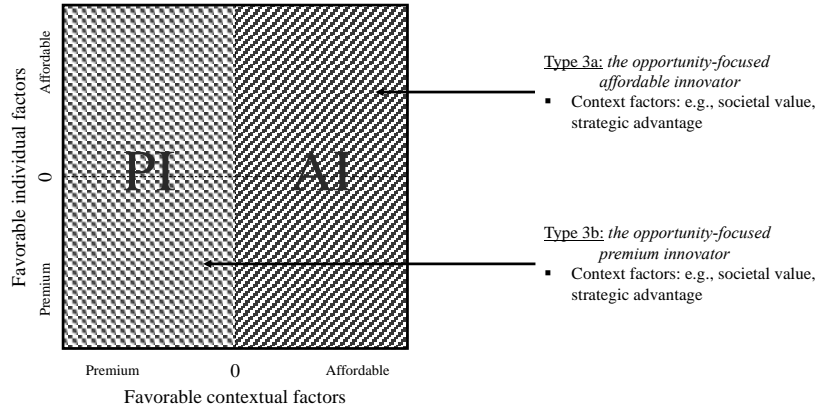 Favorable individual factors
Affordable
0
Premium
PI
AI
Premium
0
Affordable
Favorable contextual factors
Type 3a: the opportunity-focused
affordable innovator
▪ Context factors: e.g., societal value,
strategic advantage
Type 3b: the opportunity-focused
premium innovator
▪ Context factors: e.g., societal value,
strategic advantage